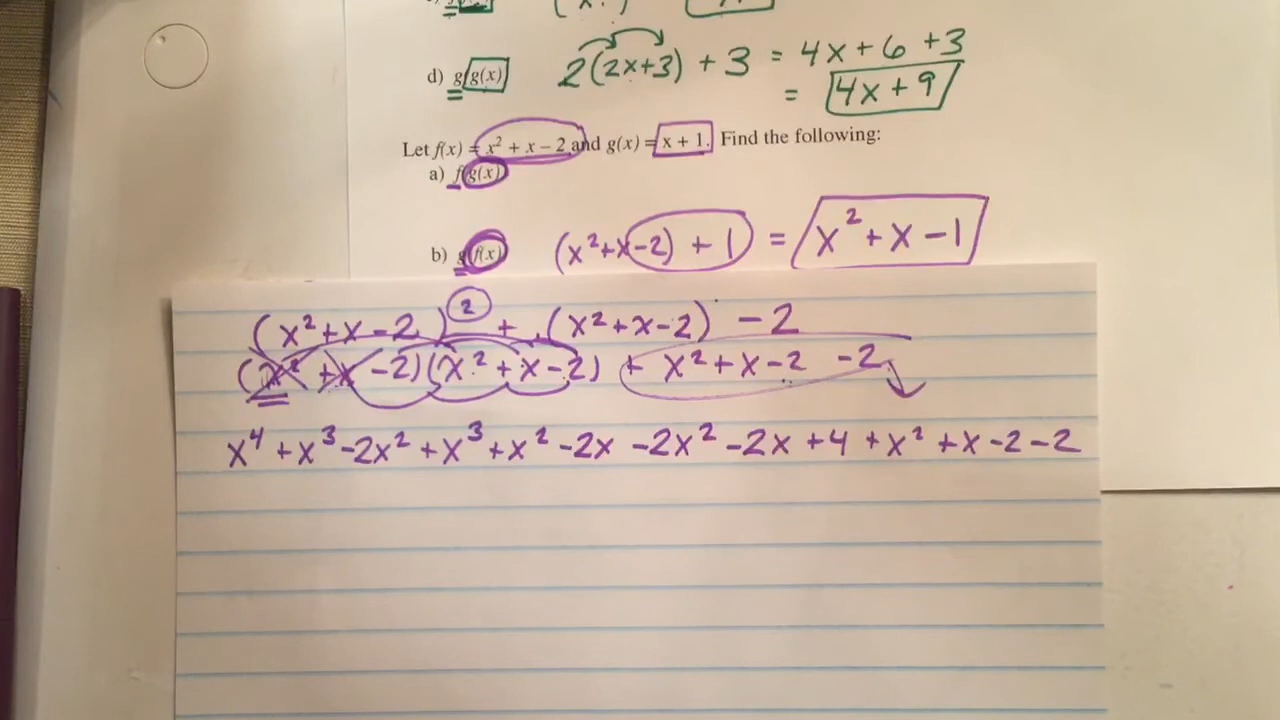 d) g(g(x) 2(2x+3) + 3 = 4x + 6 + 3
= 4x + 9
Let f(x) = x² + x − 2 and g(x) = x + 1. Find the following:
a) f(g(x)
b) g(f(x) (x²+x-2) + 1 = x² + x - 1
(x²+x-2)² + (x²+x-2) - 2
(x² + x - 2)(x² + x - 2) + x² + x - 2 - 2
x⁴ + x³ - 2x² + x³ + x² - 2x - 2x² - 2x + 4 + x² + x - 2 - 2